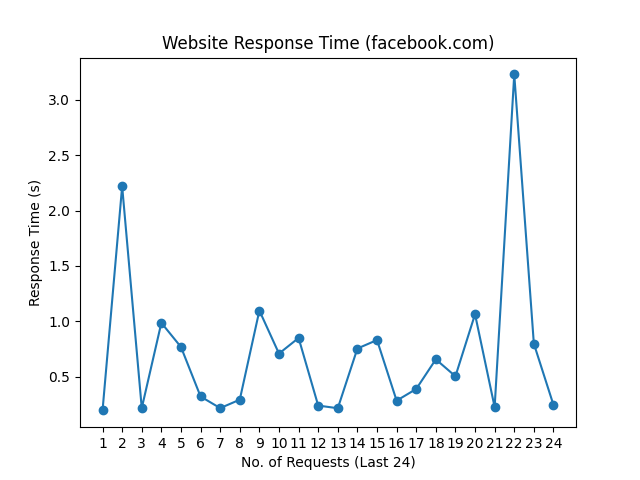 Website Response Time (facebook.com)
Response Time (s)
3.0
2.5
2.0
1.5
1.0
0.5
1 2 3 4 5 6 7 8 9 10 11 12 13 14 15 16 17 18 19 20 21 22 23 24
No. of Requests (Last 24)